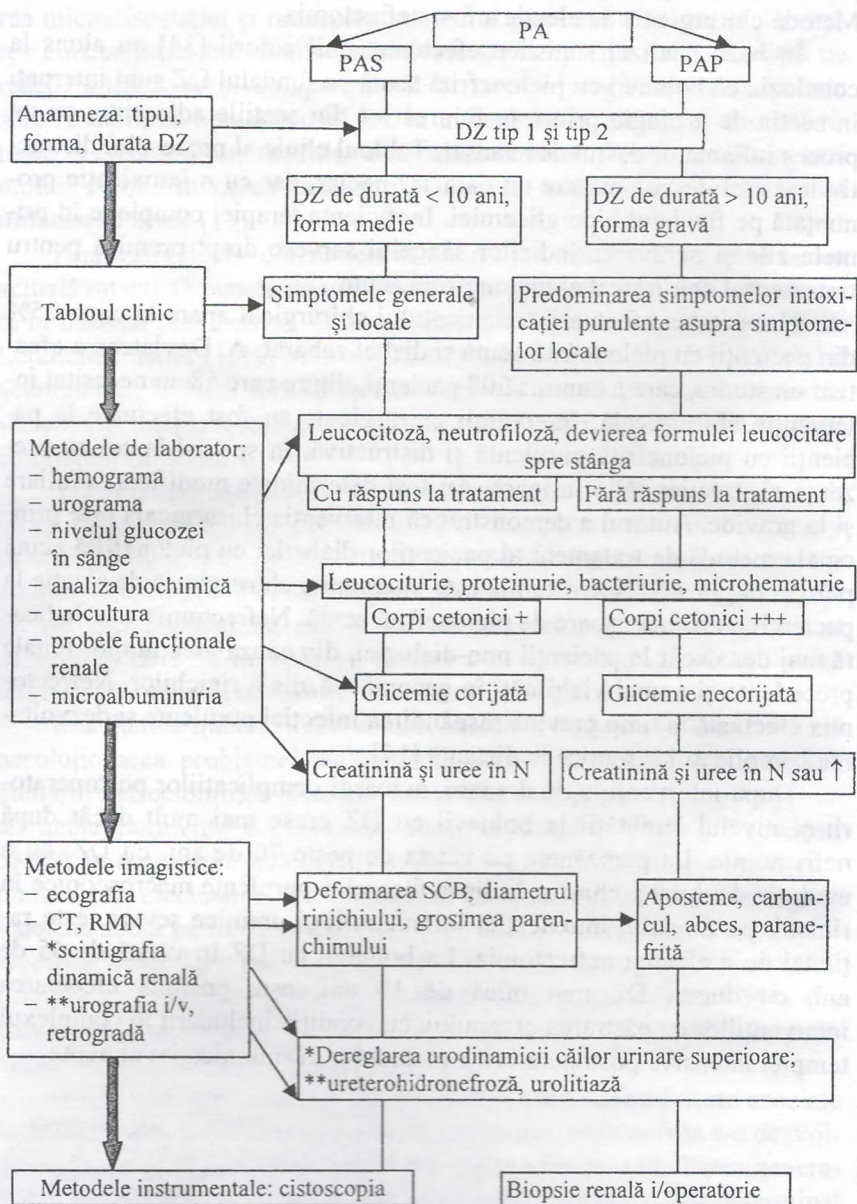 PA
PAS
PAP
Anamneza: tipul,
forma, durata DZ
DZ tip 1 și tip 2
DZ de durată < 10 ani,
forma medie
DZ de durată > 10 ani,
forma gravă
Tabloul clinic
Simptomele generale
și locale
Predominarea simptomelor intoxi-
cației purulente asupra simptome-
lor locale
Metodele de laborator:
– hemograma
– urograma
– nivelul glucozei
în sânge
– analiza biochimică
– urocultura
– probele funcționale
renale
– microalbuminuria
Leucocitoză, neutrofiloză, devierea formulei leucocitare
spre stânga
Cu răspuns la tratament
Fără răspuns la tratament
Leucociturie, proteinurie, bacteriurie, microhematurie
Corpi cetonici +
Corpi cetonici +++
Glicemie corijată
Glicemie necorijată
Creatinină și uree în N
Creatinină și uree în N sau ↑
Metodele imagistice:
– ecografia
– CT, RMN
– *scintigrafia
dinamică renală
– **urografia i/v,
retrogradă
Deformarea SCB, diametrul
rinichiului, grosimea paren-
chimului
Aposteme, carbun-
cul, abces, parane-
frită
*Dereglarea urodinamicii căilor urinare superioare;
**ureterohidronefroză, urolitiază
Metodele instrumentale: cistoscopia
Biopsie renală i/operatorie